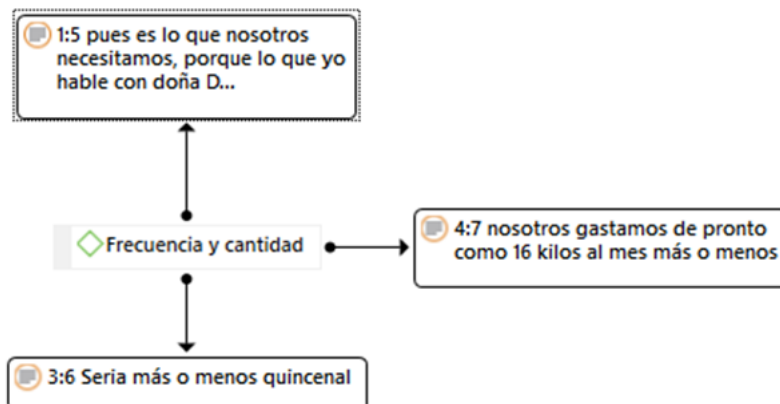 1:5 pues es lo que nosotros
necesitamos, porque lo que yo
hable con doña D...
Frecuencia y cantidad
4:7 nosotros gastamos de pronto
como 16 kilos al mes más o menos
3:6 Seria más o menos quincenal